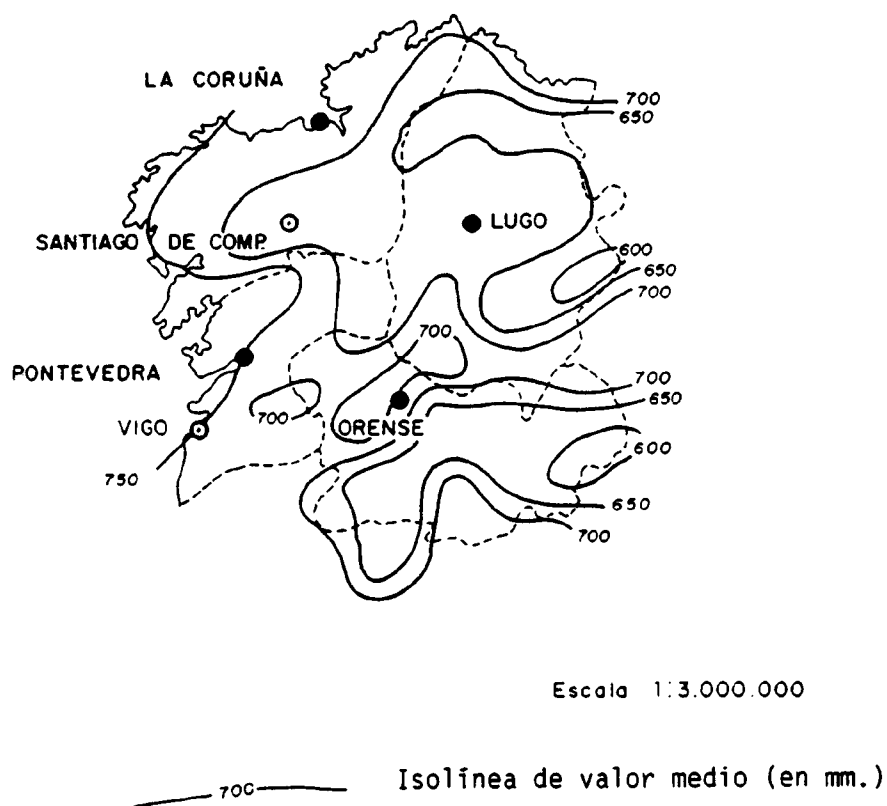 LA CORUÑA
700
650
SANTIAGO DE COMP.
LUGO
600
650
700
700
PONTEVEDRA
700
700
650
VIGO
ORENSE
600
750
650
700
Escala 1:3.000.000
700 Isolínea de valor medio (en mm.)